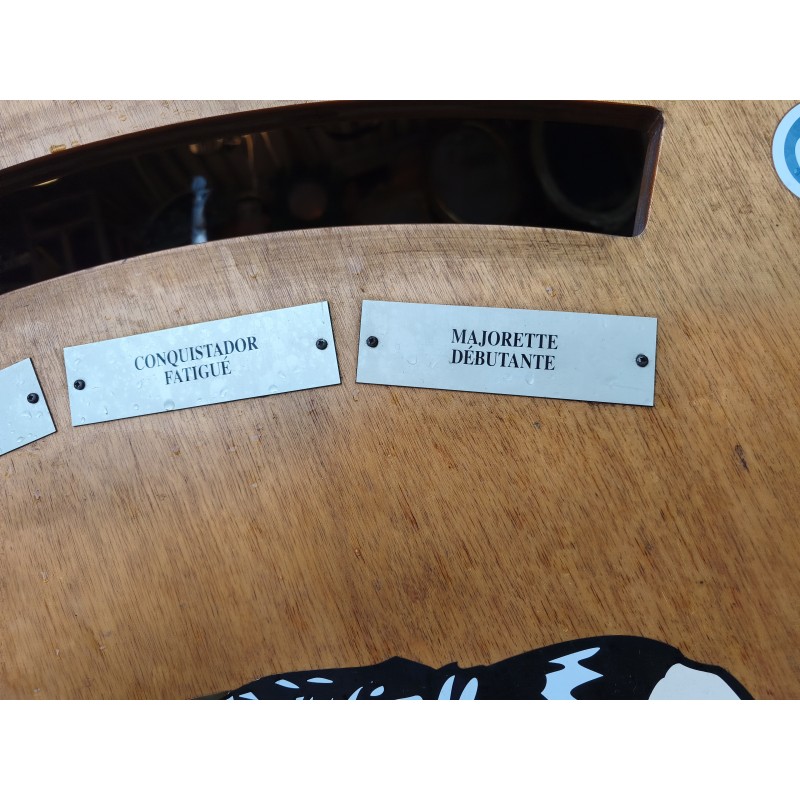 CONQUISTADOR
FATIGUÉ
MAJORETTE
DÉBUTANTE